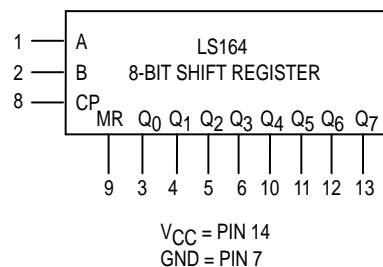 1 A LS164
2 B 8-BIT SHIFT REGISTER
8 CP
MR Q0 Q1 Q2 Q3 Q4 Q5 Q6 Q7
9 3 4 5 6 10 11 12 13
VCC = PIN 14
GND = PIN 7